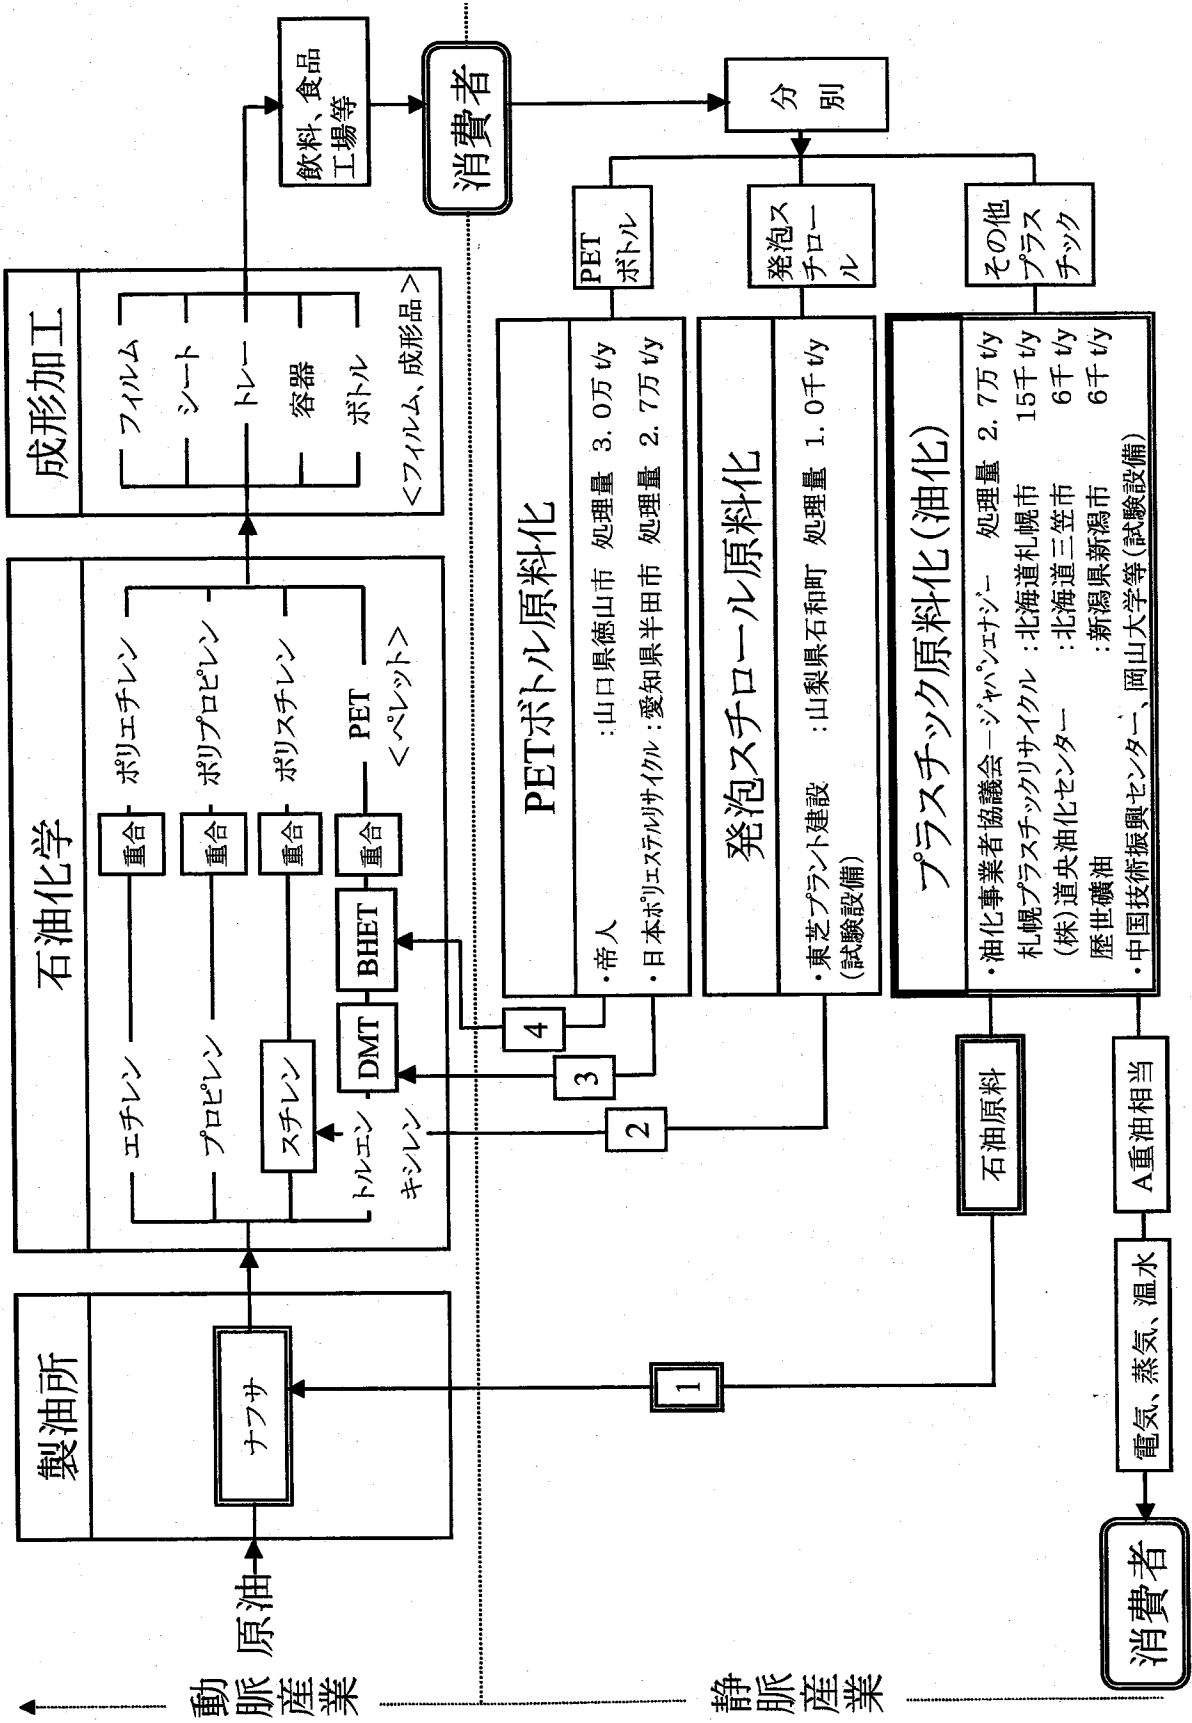 動脈産業
静脈産業
原油
製油所
ナフサ
石油化学
エチレン
重合
ポリエチレン
プロピレン
重合
ポリプロピレン
スチレン
重合
ポリスチレン
トルエン
キシレン
DMT
BHET
重合
PET
<ペレット>
成形加工
フィルム
シート
トレー
容器
ボトル
<フィルム、成形品>
飲料、食品
工場等
消費者
分別
PET
ボトル
発泡ス
チロー
ル
その他
プラス
チック
PETボトル原料化
・帝人 :山口県徳山市 処理量 3.0万 t/y
・日本ポリエステルリサイクル:愛知県半田市 処理量 2.7万 t/y
発泡スチロール原料化
・東芝プラント建設 :山梨県石和町 処理量 1.0千 t/y
(試験設備)
プラスチック原料化(油化)
・油化事業者協議会-ジャパンエナジー 処理量 2.7万 t/y
札幌プラスチックリサイクル :北海道札幌市 15千 t/y
(株)道央油化センター :北海道三笠市 6千 t/y
歴世礦油 :新潟県新潟市 6千 t/y
・中国技術振興センター、岡山大学等(試験設備)
4
3
2
1
石油原料
A重油相当
電気、蒸気、温水
消費者